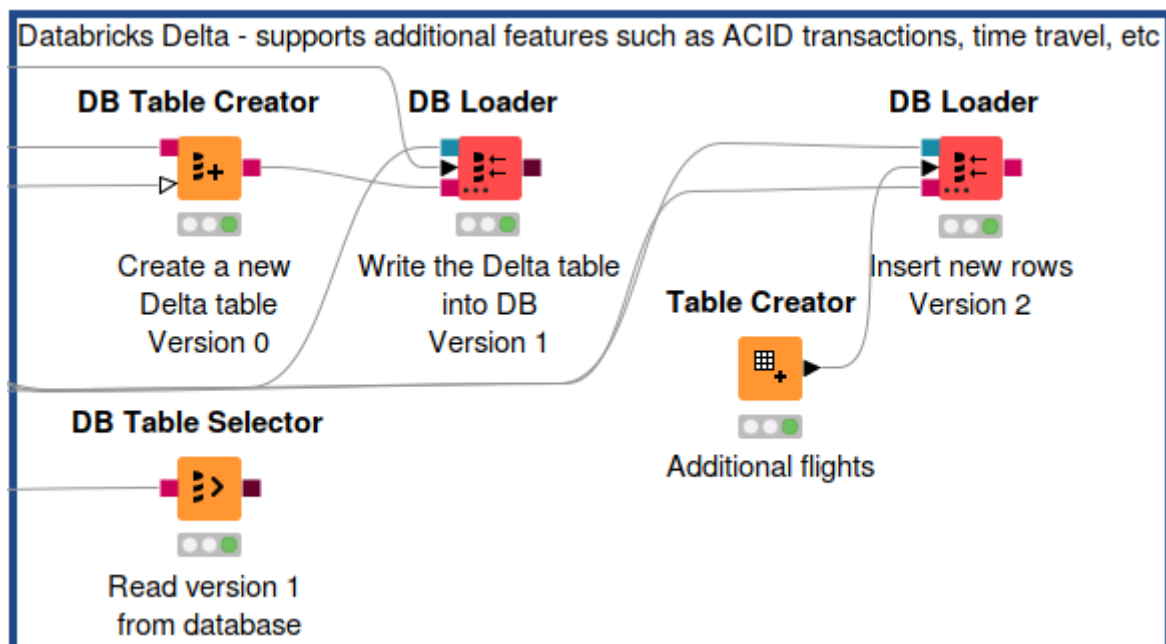 Databricks Delta - supports additional features such as ACID transactions, time travel, etc
DB Table Creator
Create a new
Delta table
Version 0
DB Loader
Write the Delta table
into DB
Version 1
DB Loader
Insert new rows
Version 2
Table Creator
Additional flights
DB Table Selector
Read version 1
from database